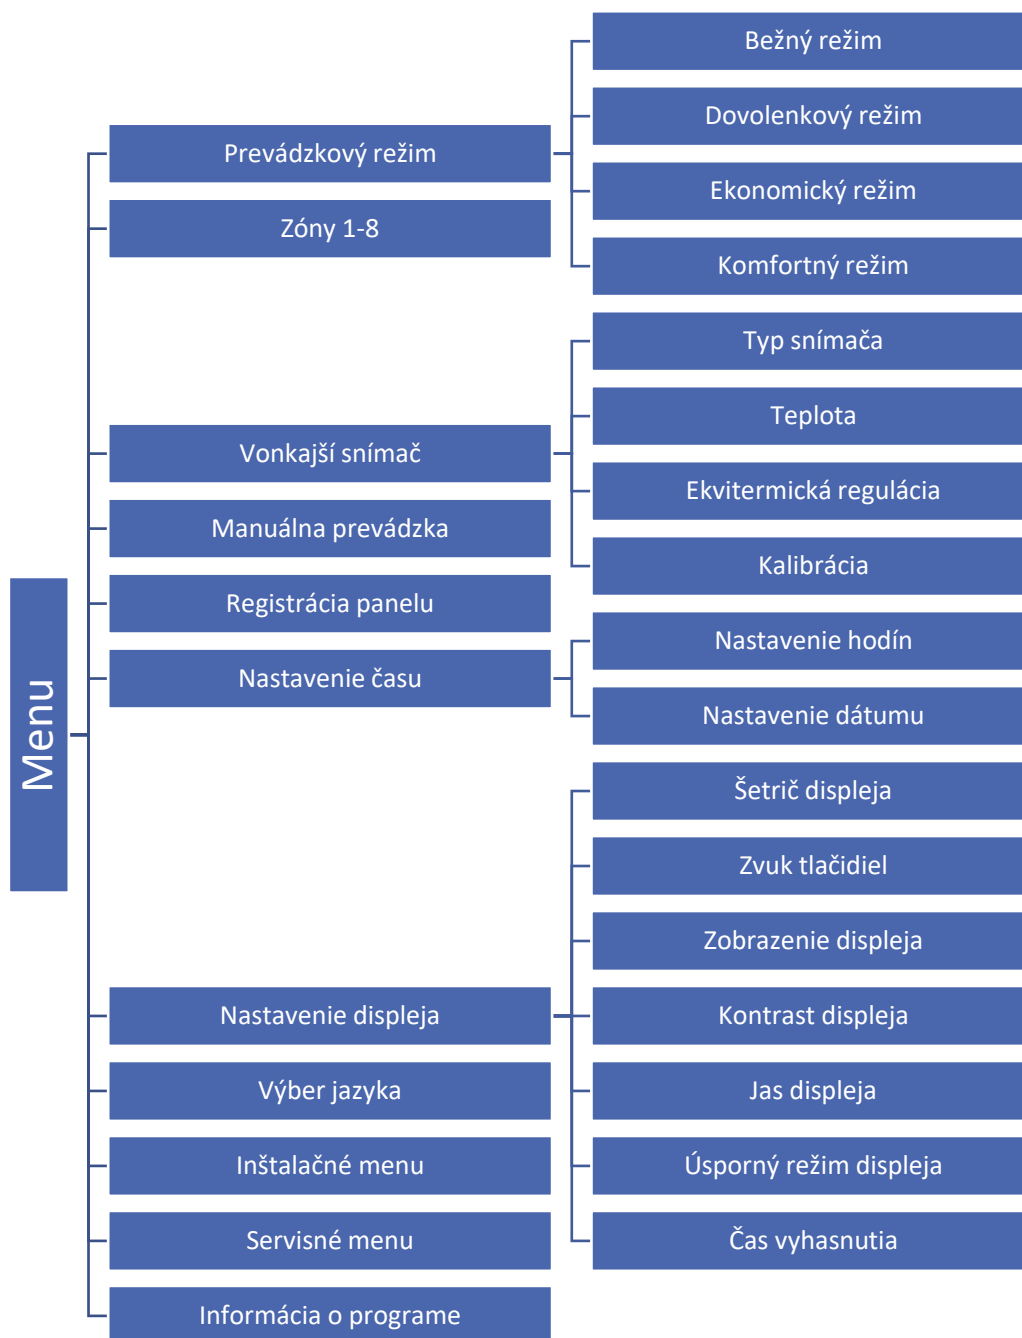 Menu
Prevádzkový režim
Bežný režim
Dovolenkový režim
Ekonomický režim
Komfortný režim
Zóny 1-8
Vonkajší snímač
Typ snímača
Teplota
Ekvitermická regulácia
Kalibrácia
Manuálna prevádzka
Registrácia panelu
Nastavenie času
Nastavenie hodín
Nastavenie dátumu
Nastavenie displeja
Šetrič displeja
Zvuk tlačidiel
Zobrazenie displeja
Kontrast displeja
Jas displeja
Úsporný režim displeja
Čas vyhasnutia
Výber jazyka
Inštalačné menu
Servisné menu
Informácia o programe